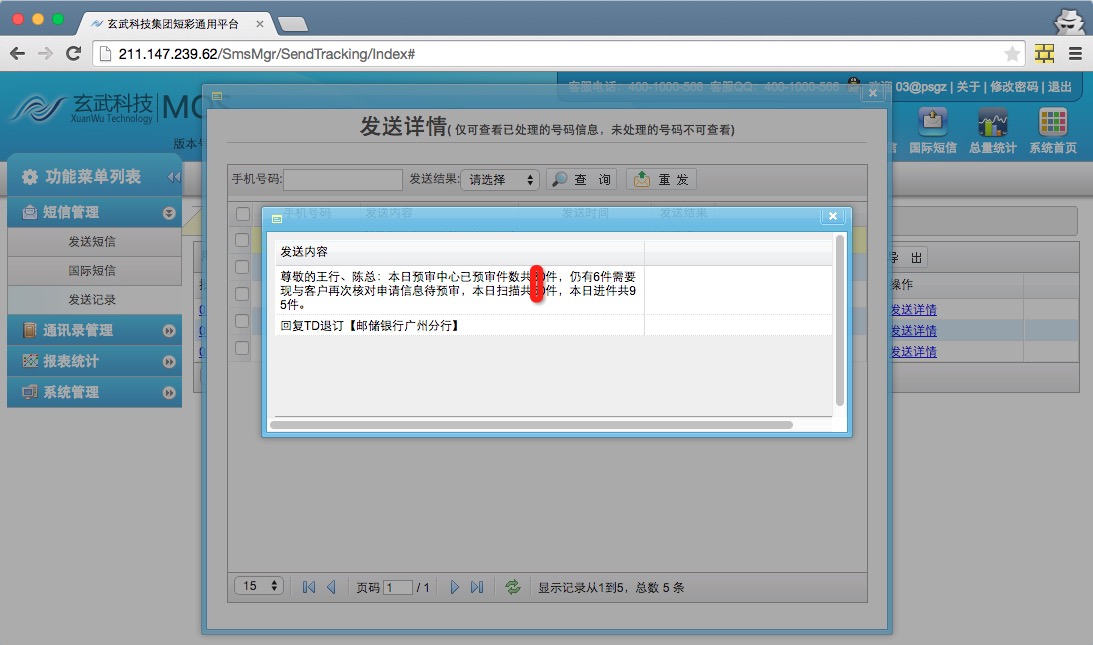 玄武科技集团短彩通用平台
211.147.239.62/SmsMgr/SendTracking/Index#
客服电话：400-1000-566 客服QQ：400-1000-566
03@psgz | 关于 | 修改密码 | 退出
玄武科技
XuanWu Technology
MOS
版本号
国际短信
总量统计
系统首页
功能菜单列表
短信管理
发送短信
国际短信
发送记录
通讯录管理
报表统计
系统管理
发送详情( 仅可查看已处理的号码信息，未处理的号码不可查看)
手机号码:
发送结果:
请选择
查 询
重 发
手机号码
发送内容
发送时间
发送结果
导 出
操作
发送详情
发送详情
发送详情
发送内容
尊敬的王行、陈总：本日预审中心已预审件数共 0件，仍有6件需要
现与客户再次核对申请信息待预审，本日扫描共 0件，本日进件共9
5件。
回复TD退订【邮储银行广州分行】
15
页码 1 / 1
显示记录从1到5，总数 5 条